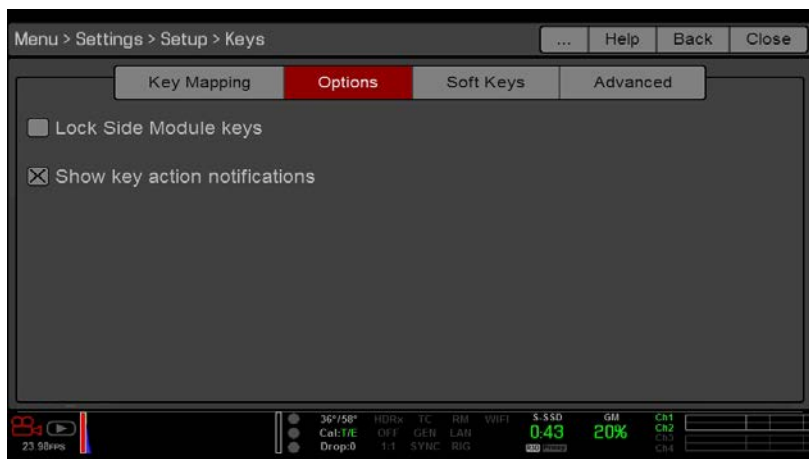 Menu > Settings > Setup > Keys ... Help Back Close
Key Mapping Options Soft Keys Advanced
Lock Side Module keys
Show key action notifications
36°/58° HDRx TC RM WIFI S-SSD GM Ch1
Cal:T/E OFF GEN LAN 0:43 20% Ch2
Drop:0 1:1 SYNC RIG Ch3
23.98FPS R3D Proxy Ch4